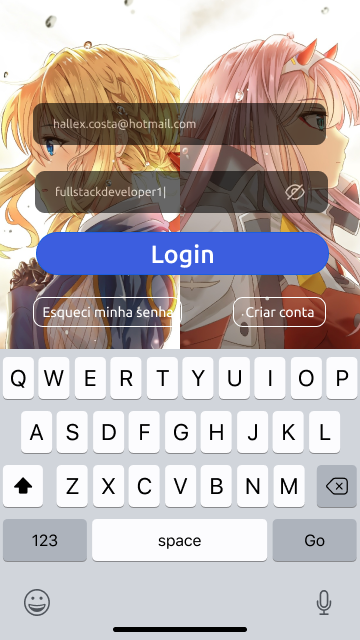 hallex.costa@hotmail.com
fullstackdeveloper1
Login
Esqueci minha senha
Criar conta
Q W E R T Y U I O P
A S D F G H J K L
Z X C V B N M
123 space Go